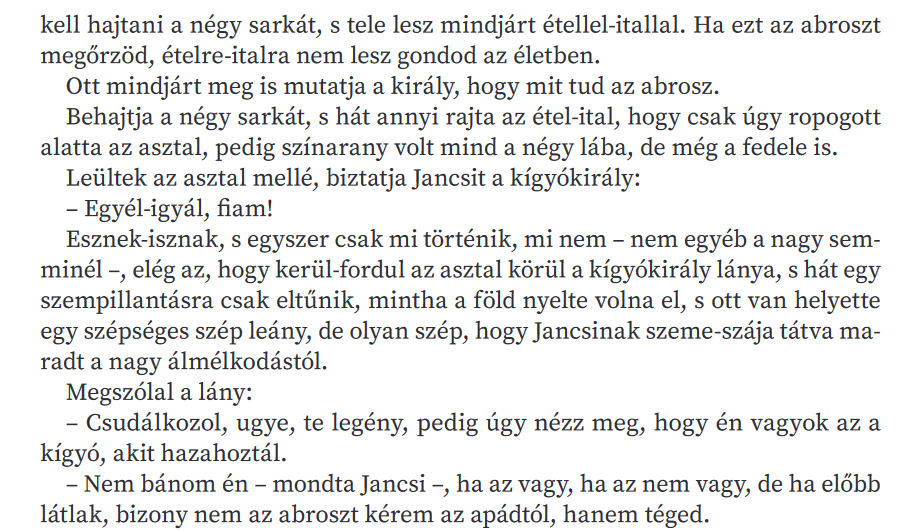 kell hajtani a négy sarkát, s tele lesz mindjárt étellel-itallal. Ha ezt az abroszt
megőrzöd, ételre-italra nem lesz gondod az életben.
Ott mindjárt meg is mutatja a király, hogy mit tud az abrosz.
Behajtja a négy sarkát, s hát annyi rajta az étel-ital, hogy csak úgy ropogott
alatta az asztal, pedig színarany volt mind a négy lába, de még a fedele is.
Leültek az asztal mellé, biztatja Jancsit a kígyókirály:
– Egyél-igyál, fiam!
Esznek-isznak, s egyszer csak mi történik, mi nem – nem egyéb a nagy sem-
minél –, elég az, hogy kerül-fordul az asztal körül a kígyókirály lánya, s hát egy
szempillantásra csak eltűnik, mintha a föld nyelte volna el, s ott van helyette
egy szépséges szép leány, de olyan szép, hogy Jancsinak szeme-szája tátva ma-
radt a nagy álmélkodástól.
Megszólal a lány:
– Csudálkozol, ugye, te legény, pedig úgy nézz meg, hogy én vagyok az a
kígyó, akit hazahoztál.
– Nem bánom én – mondta Jancsi –, ha az vagy, ha az nem vagy, de ha előbb
látlak, bizony nem az abroszt kérem az apádtól, hanem téged.